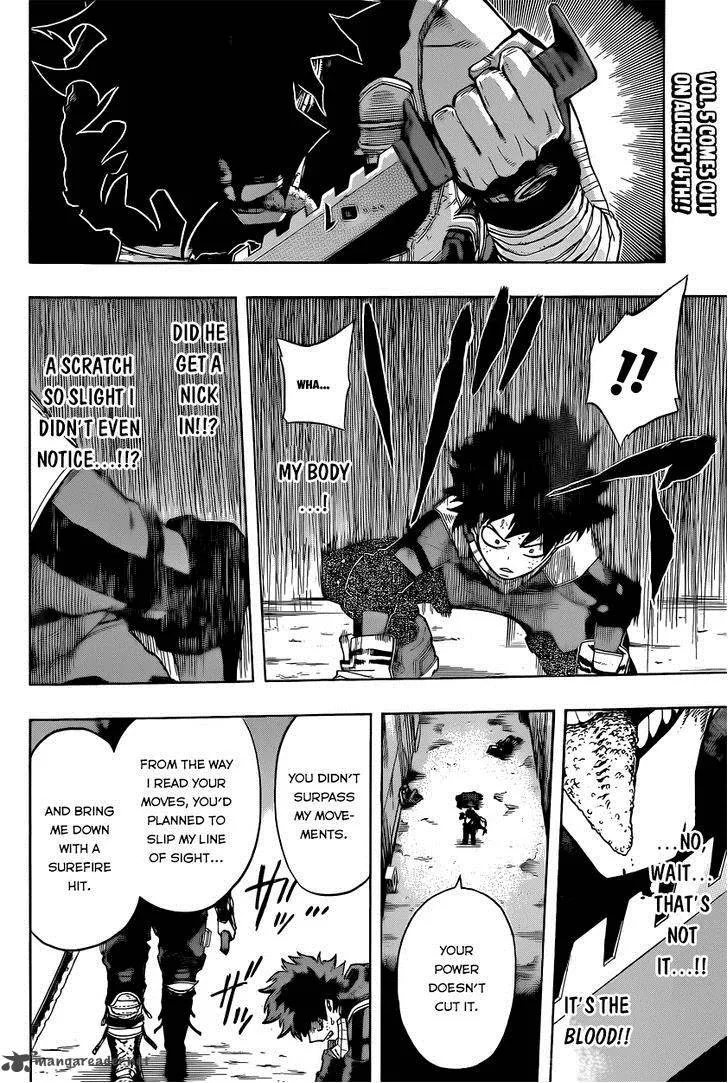 VOL. 5 COMES OUT
ON AUGUST 4TH!!
!!
WHA...
MY BODY
...!
DID HE
GET A
NICK
IN!!?
A SCRATCH
SO SLIGHT I
DIDN'T EVEN
NOTICE...!!?
...NO,
WAIT...
THAT'S
NOT
IT...!!
IT'S THE
BLOOD!!
YOUR
POWER
DOESN'T
CUT IT.
YOU DIDN'T
SURPASS
MY MOVE-
MENTS.
FROM THE WAY
I READ YOUR
MOVES, YOU'D
PLANNED TO
SLIP MY LINE
OF SIGHT...
AND BRING
ME DOWN
WITH A
SUREFIRE
HIT.